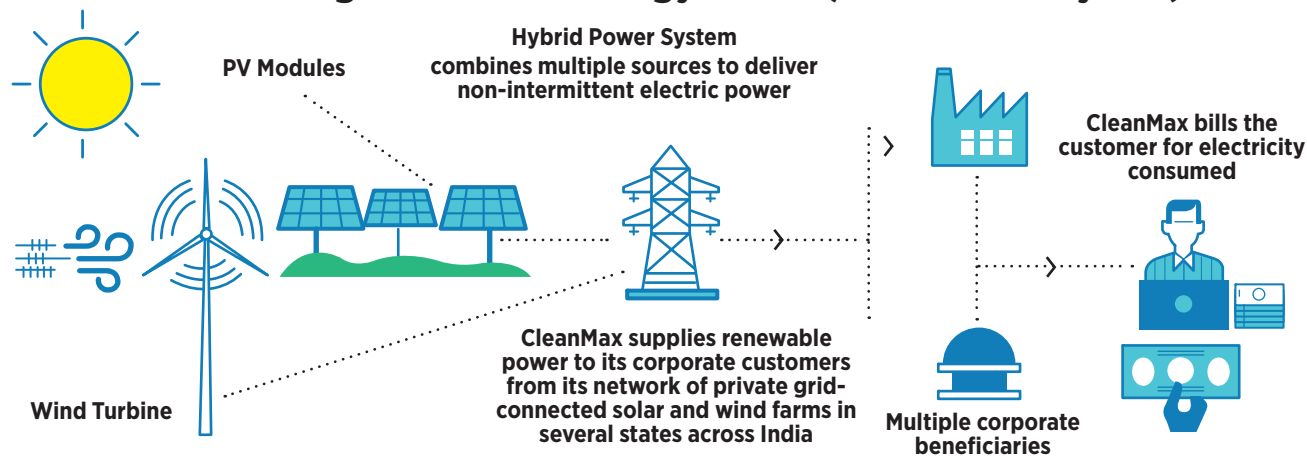 Hybrid Power System
combines multiple sources to deliver
non-intermittent electric power
PV Modules
CleanMax bills the
customer for electricity
consumed
Wind Turbine
CleanMax supplies renewable
power to its corporate customers
from its network of private grid-
connected solar and wind farms in
several states across India
Multiple corporate
beneficiaries